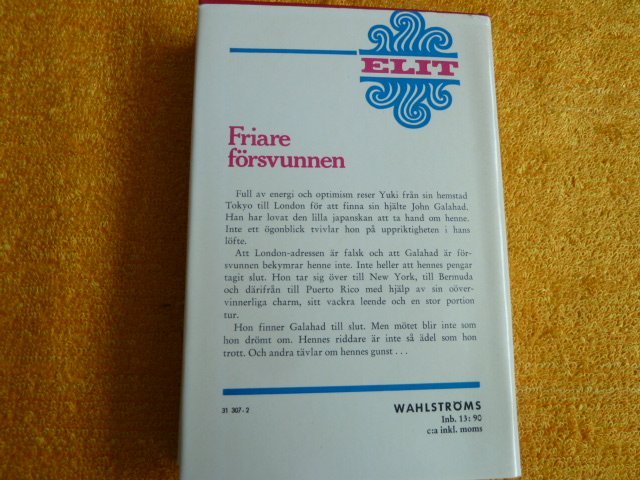 ELIT
Friare
försvunnen
Full av energi och optimism reser Yuki från sin hemstad
Tokyo till London för att finna sin hjälte John Galahad.
Han har lovat den lilla japanskan att ta hand om henne.
Inte ett ögonblick tvivlar hon på uppriktigheten i hans
löfte.
Att London-adressen är falsk och att Galahad är för-
svunnen bekymrar henne inte. Inte heller att hennes pengar
tagit slut. Hon tar sig över till New York, till Bermuda
och därifrån till Puerto Rico med hjälp av sin oöver-
vinnerliga charm, sitt vackra leende och en stor portion
tur.
Hon finner Galahad till slut. Men mötet blir inte som
hon drömt om. Hennes riddare är inte så ädel som hon
trott. Och andra tävlar om hennes gunst . . .
31 307-2
WAHLSTRÖMS
Inb. 13: 90
c:a inkl. moms